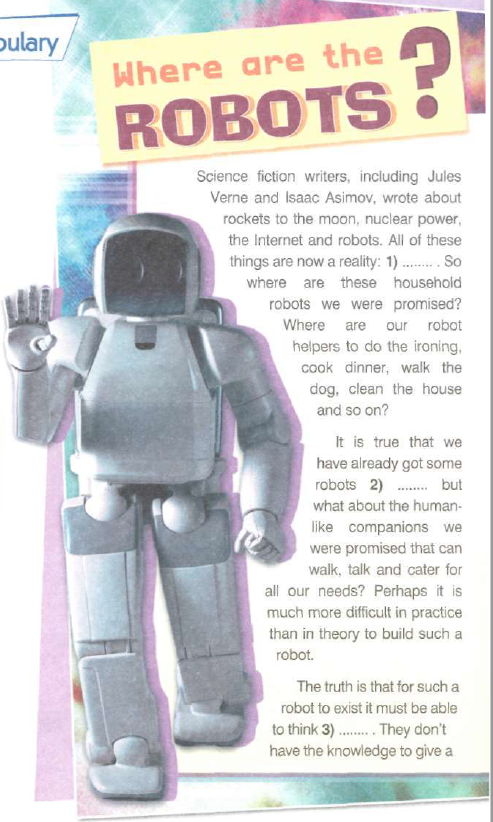 bulary
Where are the
ROBOTS?
Science fiction writers, including Jules
Verne and Isaac Asimov, wrote about
rockets to the moon, nuclear power,
the Internet and robots. All of these
things are now a reality: 1) ........ . So
where are these household
robots we were promised?
Where are our robot
helpers to do the ironing,
cook dinner, walk the
dog, clean the house
and so on?
It is true that we
have already got some
robots 2) ........ but
what about the human-
like companions we
were promised that can
walk, talk and cater for
all our needs? Perhaps it is
much more difficult in practice
than in theory to build such a
robot.
The truth is that for such a
robot to exist it must be able
to think 3) ........ . They don't
have the knowledge to give a